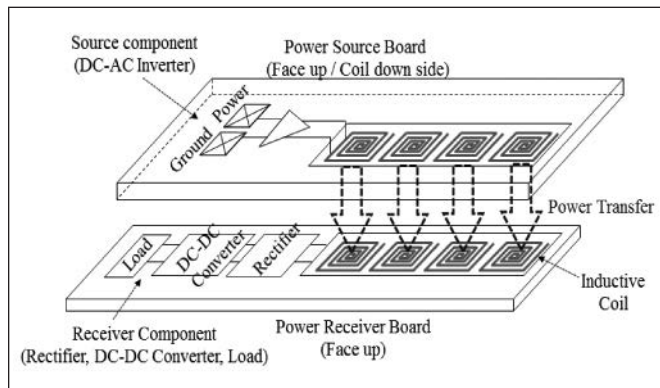 Source component
(DC-AC Inverter)
Power Source Board
(Face up / Coil down side)
Power
Ground
Power Transfer
Load
DC-DC
Converter
Rectifier
Inductive
Coil
Receiver Component
(Rectifier, DC-DC Converter, Load)
Power Receiver Board
(Face up)